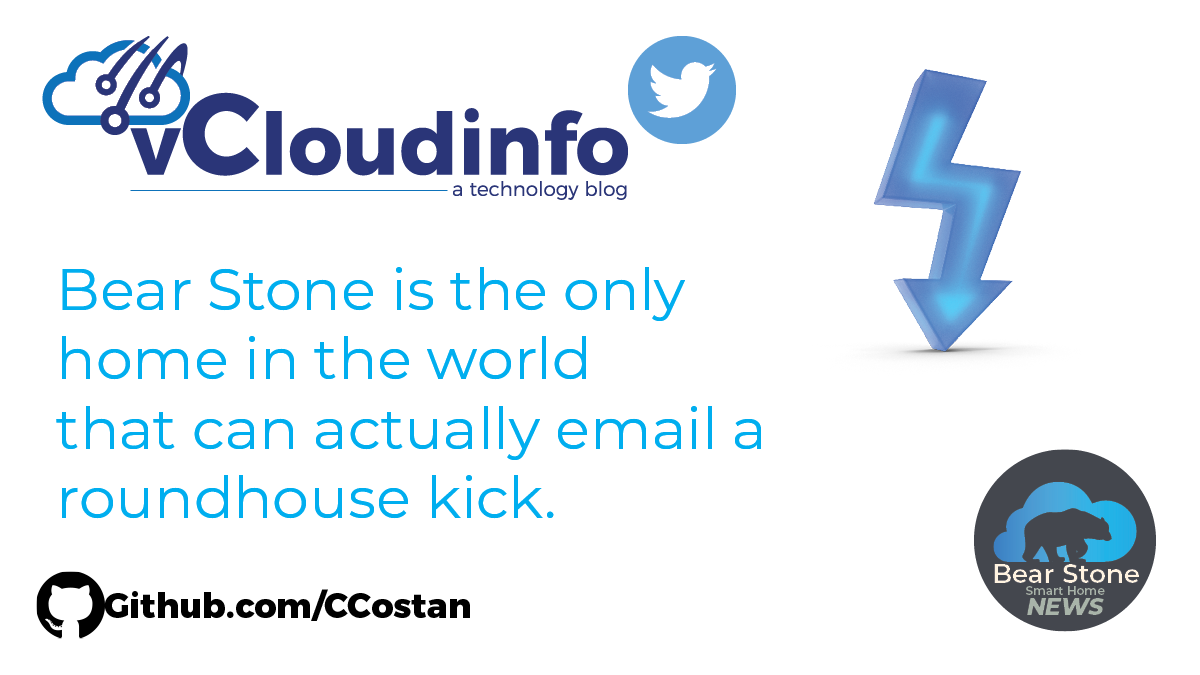 vCloudinfo
a technology blog
Bear Stone is the only
home in the world
that can actually email a
roundhouse kick.
Github.com/CCostan
Bear Stone
Smart Home
NEWS